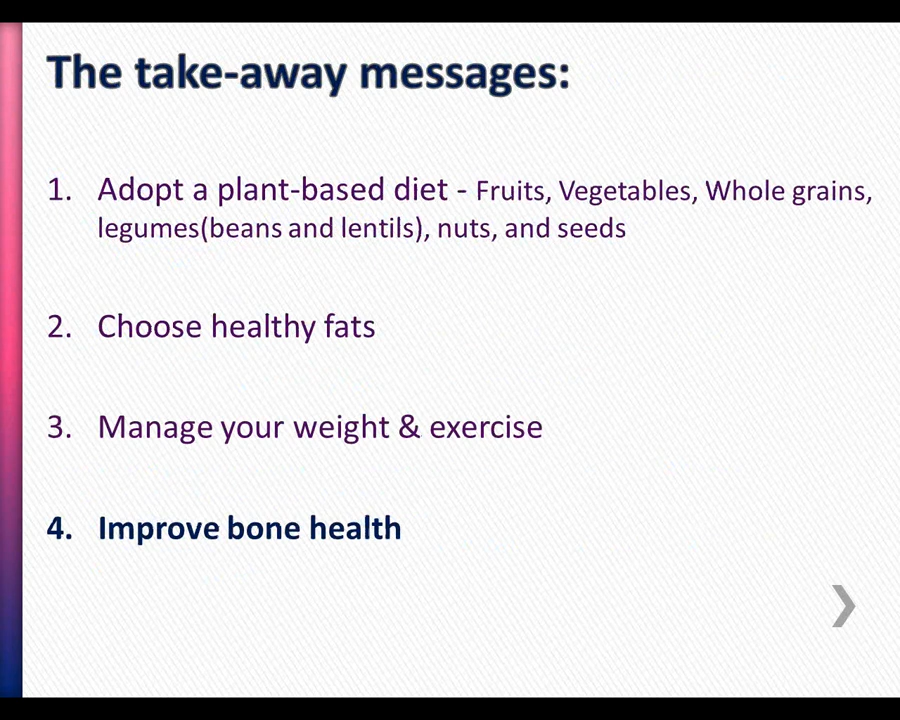 The take-away messages:
1. Adopt a plant-based diet - Fruits, Vegetables, Whole grains,
legumes(beans and lentils), nuts, and seeds
2. Choose healthy fats
3. Manage your weight & exercise
4. Improve bone health